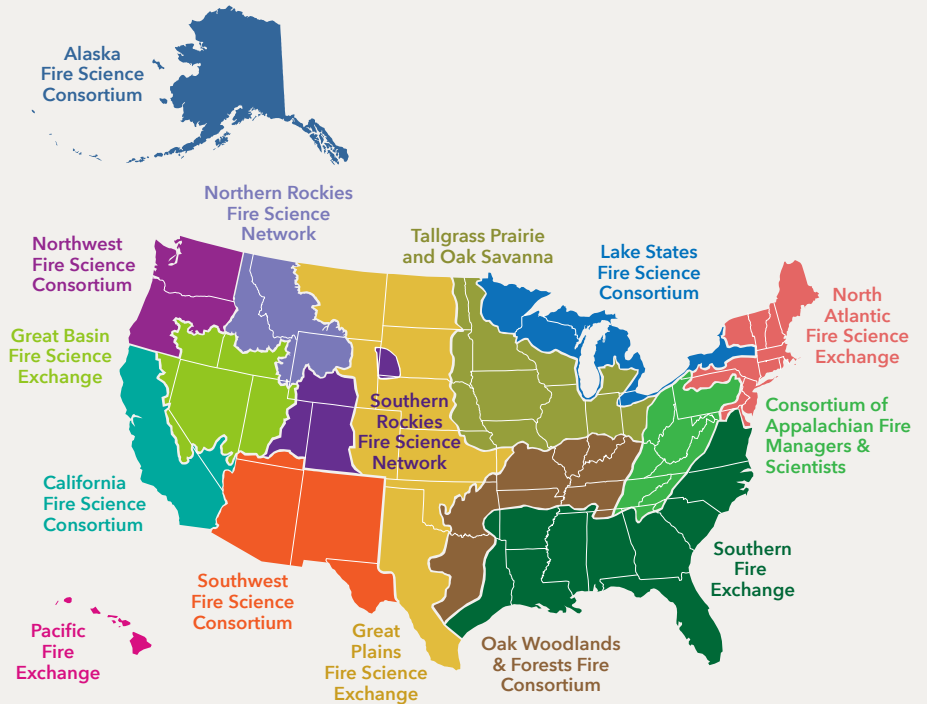 Alaska
Fire Science
Consortium
Northern Rockies
Fire Science
Network
Northwest
Fire Science
Consortium
Tallgrass Prairie
and Oak Savanna
Lake States
Fire Science
Consortium
North
Atlantic
Fire Science
Exchange
Great Basin
Fire Science
Exchange
Southern
Rockies
Fire Science
Network
Consortium of
Appalachian Fire
Managers &
Scientists
California
Fire Science
Consortium
Southern
Fire
Exchange
Southwest
Fire Science
Consortium
Pacific
Fire
Exchange
Great
Plains
Fire Science
Exchange
Oak Woodlands
& Forests Fire
Consortium